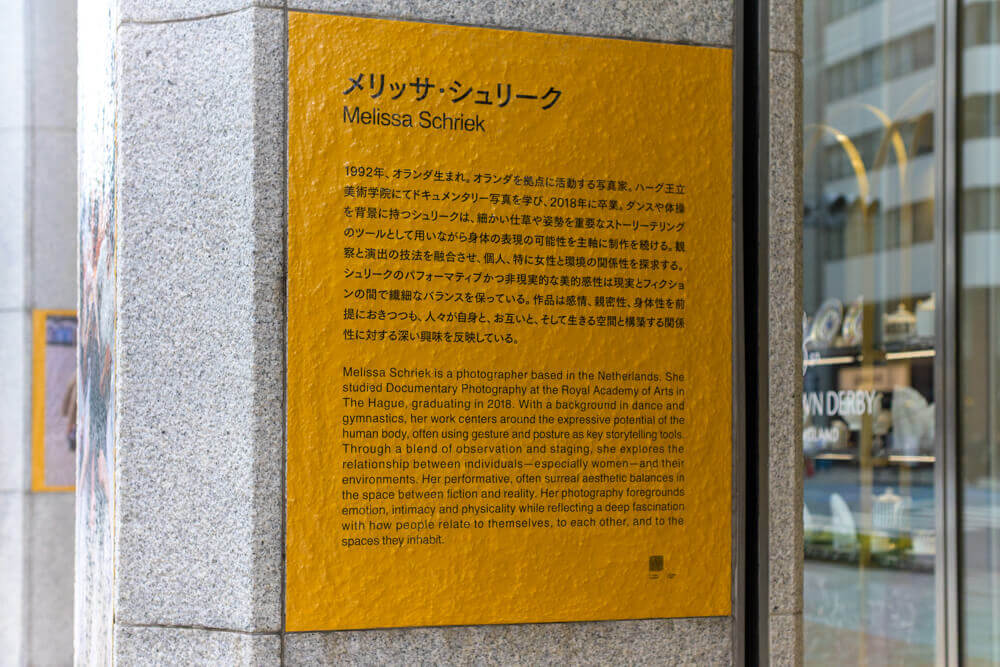 メリッサ・シュリーク
Melissa Schriek
1992年、オランダ生まれ。オランダを拠点に活動する写真家。ハーグ王立
美術学院にてドキュメンタリー写真を学び、2018年に卒業。ダンスや体操
を背景に持つシュリークは、細かい仕草や姿勢を重要なストーリーテリング
のツールとして用いながら身体の表現の可能性を主軸に制作を続ける。観
察と演出の技法を融合させ、個人、特に女性と環境の関係性を探求する。
シュリークのパフォーマティブかつ非現実的な美的感性は現実とフィクショ
ンの間で繊細なバランスを保っている。作品は感情、親密性、身体性を前
提におきつつも、人々が自身と、お互いと、そして生きる空間と構築する関係
性に対する深い興味を反映している。
Melissa Schriek is a photographer based in the Netherlands. She
studied Documentary Photography at the Royal Academy of Arts in
The Hague, graduating in 2018. With a background in dance and
gymnastics, her work centers around the expressive potential of the
human body, often using gesture and posture as key storytelling tools.
Through a blend of observation and staging, she explores the
relationship between individuals—especially women—and their
environments. Her performative, often surreal aesthetic balances in
the space between fiction and reality. Her photography foregrounds
emotion, intimacy and physicality while reflecting a deep fascination
with how people relate to themselves, to each other, and to the
spaces they inhabit.
WN DERBY